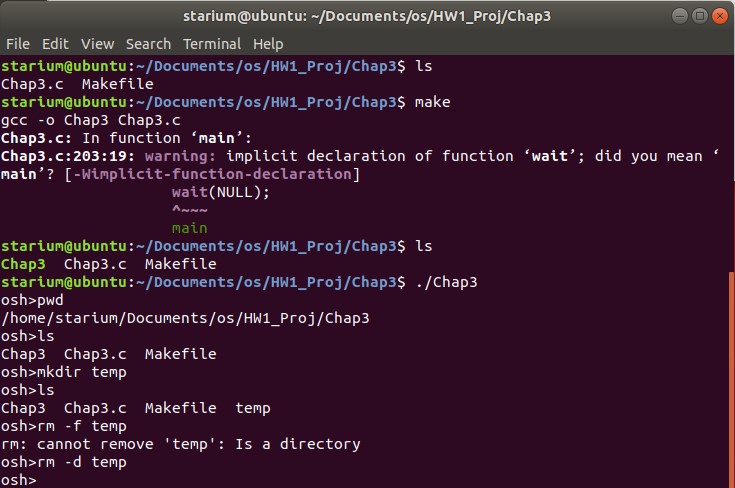 starium@ubuntu: ~/Documents/os/HW1_Proj/Chap3
File Edit View Search Terminal Help
starium@ubuntu:~/Documents/os/HW1_Proj/Chap3$ ls
Chap3.c  Makefile
starium@ubuntu:~/Documents/os/HW1_Proj/Chap3$ make
gcc -o Chap3 Chap3.c
Chap3.c: In function ‘main’:
Chap3.c:203:19: warning: implicit declaration of function ‘wait’; did you mean ‘
main’? [-Wimplicit-function-declaration]
                   wait(NULL);
                   ^~~~
                   main
starium@ubuntu:~/Documents/os/HW1_Proj/Chap3$ ls
Chap3  Chap3.c  Makefile
starium@ubuntu:~/Documents/os/HW1_Proj/Chap3$ ./Chap3
osh>pwd
/home/starium/Documents/os/HW1_Proj/Chap3
osh>ls
Chap3  Chap3.c  Makefile
osh>mkdir temp
osh>ls
Chap3  Chap3.c  Makefile  temp
osh>rm -f temp
rm: cannot remove 'temp': Is a directory
osh>rm -d temp
osh>